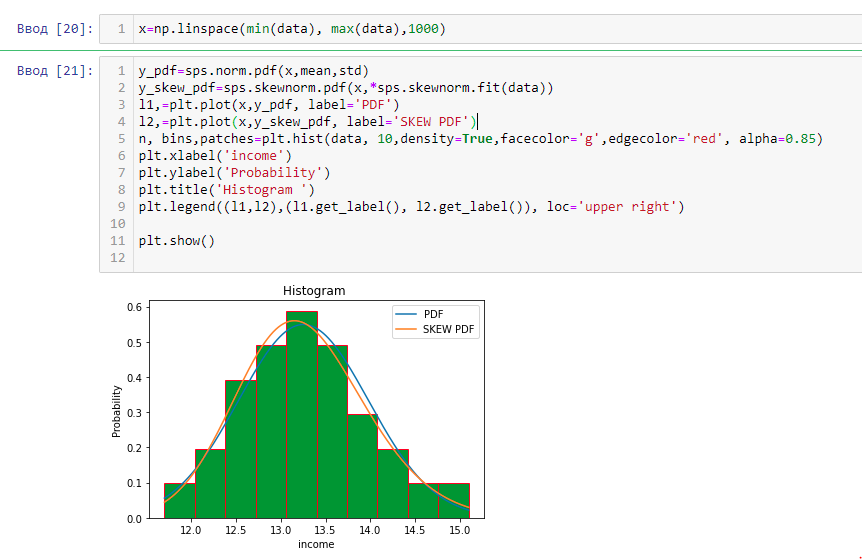 Ввод [20]: 1 x=np.linspace(min(data), max(data),1000)
Ввод [21]: 1 y_pdf=sps.norm.pdf(x,mean,std)
2 y_skew_pdf=sps.skewnorm.pdf(x,*sps.skewnorm.fit(data))
3 l1,=plt.plot(x,y_pdf, label='PDF')
4 l2,=plt.plot(x,y_skew_pdf, label='SKEW PDF')
5 n, bins,patches=plt.hist(data, 10,density=True,facecolor='g',edgecolor='red', alpha=0.85)
6 plt.xlabel('income')
7 plt.ylabel('Probability')
8 plt.title('Histogram ')
9 plt.legend((l1,l2),(l1.get_label(), l2.get_label()), loc='upper right')
10
11 plt.show()
12
Histogram
PDF
SKEW PDF
Probability
0.6
0.5
0.4
0.3
0.2
0.1
0.0
12.0 12.5 13.0 13.5 14.0 14.5 15.0
income